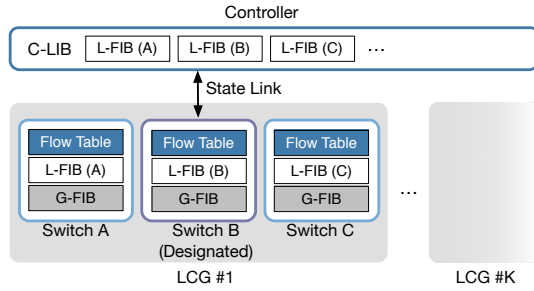 Controller
C-LIB L-FIB (A) L-FIB (B) L-FIB (C) ...
State Link
Flow Table Flow Table Flow Table
L-FIB (A) L-FIB (B) L-FIB (C)
G-FIB G-FIB G-FIB
...
Switch A Switch B Switch C
(Designated)
LCG #1 LCG #K